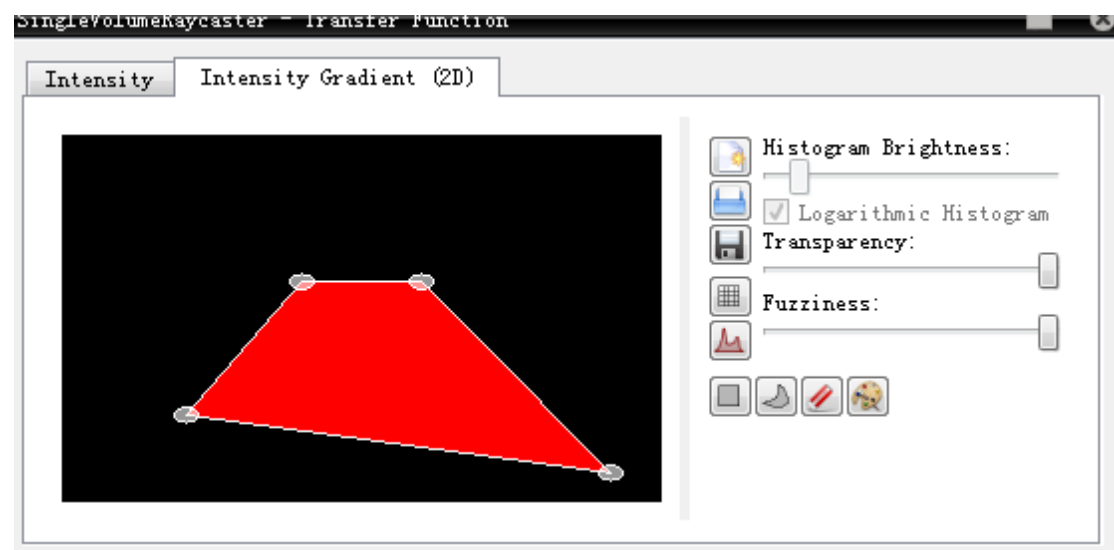 SingleVolumeRaycaster - Transfer Function
Intensity
Intensity Gradient (2D)
Histogram Brightness:
Logarithmic Histogram
Transparency:
Fuzziness: